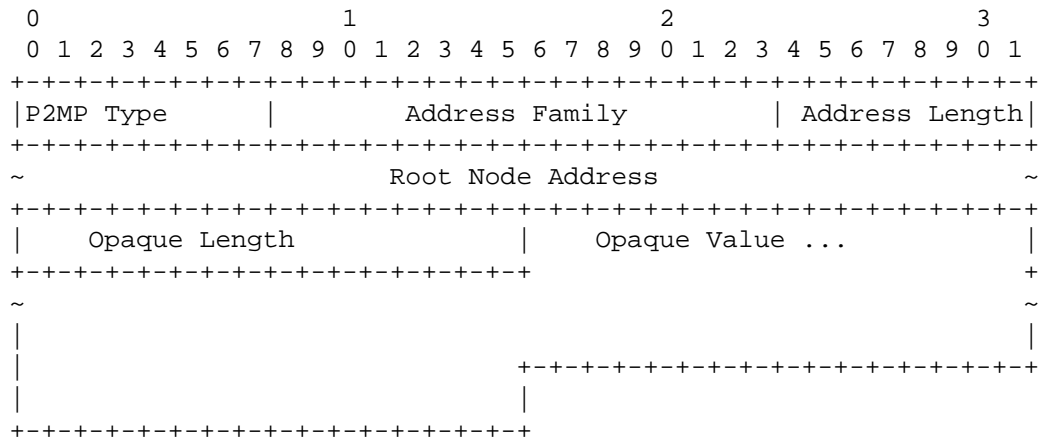 0                   1                   2                   3
 0 1 2 3 4 5 6 7 8 9 0 1 2 3 4 5 6 7 8 9 0 1 2 3 4 5 6 7 8 9 0 1
+-+-+-+-+-+-+-+-+-+-+-+-+-+-+-+-+-+-+-+-+-+-+-+-+-+-+-+-+-+-+-+-+
|P2MP Type      |        Address Family         | Address Length|
+-+-+-+-+-+-+-+-+-+-+-+-+-+-+-+-+-+-+-+-+-+-+-+-+-+-+-+-+-+-+-+-+
~                       Root Node Address                       ~
+-+-+-+-+-+-+-+-+-+-+-+-+-+-+-+-+-+-+-+-+-+-+-+-+-+-+-+-+-+-+-+-+
|    Opaque Length              |    Opaque Value ...           |
+-+-+-+-+-+-+-+-+-+-+-+-+-+-+-+-+                               +
~                                                               ~
|                                                               |
|                               +-+-+-+-+-+-+-+-+-+-+-+-+-+-+-+-+
|                               |
+-+-+-+-+-+-+-+-+-+-+-+-+-+-+-+-+